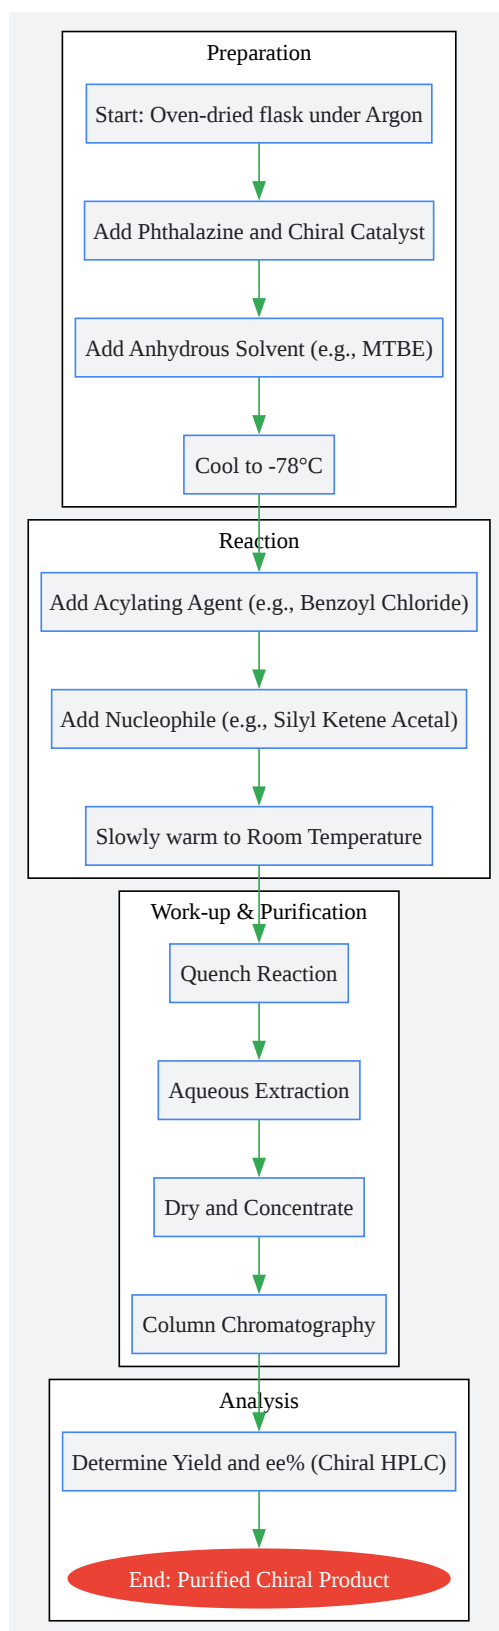 Preparation
Start: Oven-dried flask under Argon
Add Phthalazine and Chiral Catalyst
Add Anhydrous Solvent (e.g., MTBE)
Cool to -78°C
Reaction
Add Acylating Agent (e.g., Benzoyl Chloride)
Add Nucleophile (e.g., Silyl Ketene Acetal)
Slowly warm to Room Temperature
Work-up & Purification
Quench Reaction
Aqueous Extraction
Dry and Concentrate
Column Chromatography
Analysis
Determine Yield and ee% (Chiral HPLC)
End: Purified Chiral Product